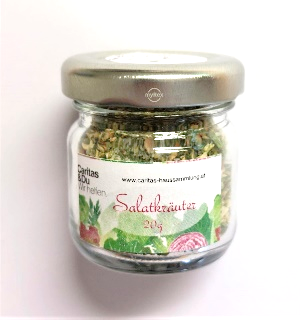 Caritas
&Du
Wir helfen
www.caritas-haussammlung.at
Salatkräuter
20g